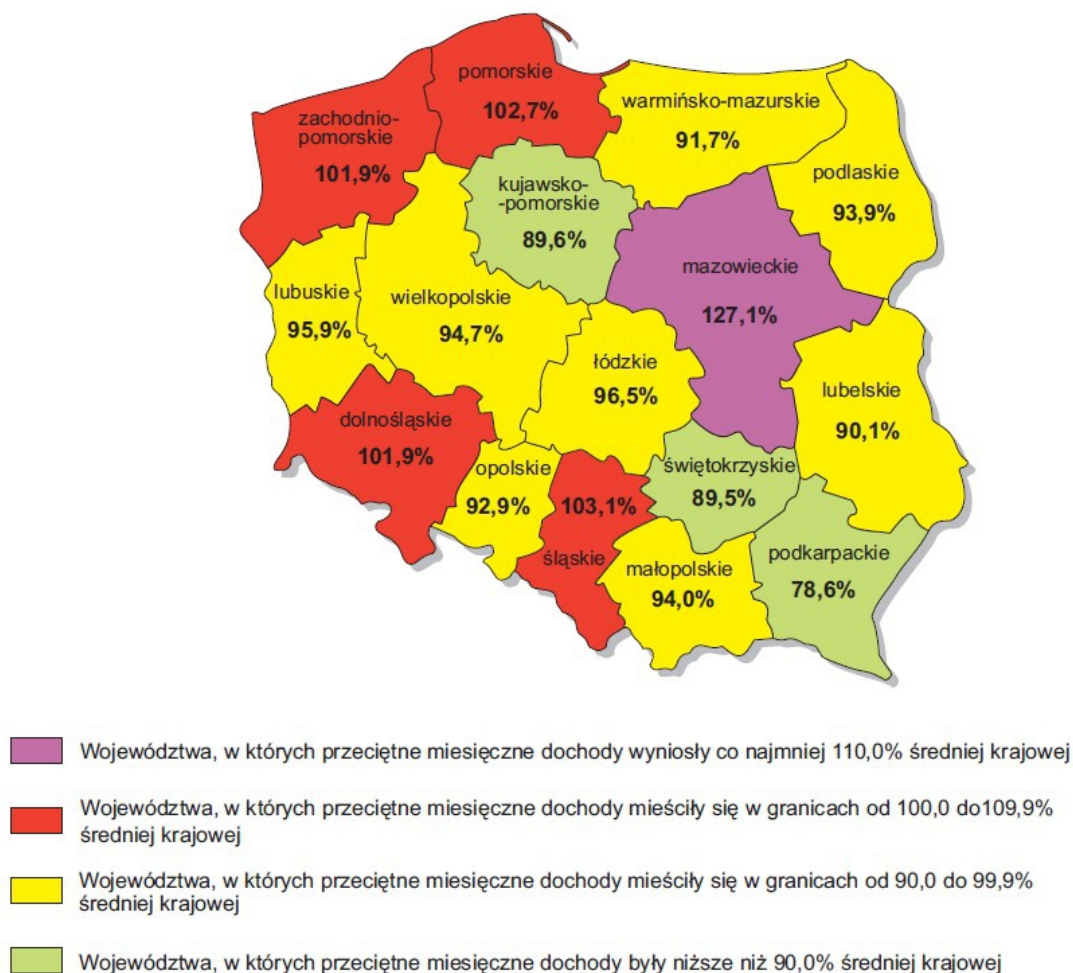 pomorskie
102,7%
zachodnio-
pomorskie
101,9%
warmińsko-mazurskie
91,7%
podlaskie
93,9%
kujawsko-
-pomorskie
89,6%
mazowieckie
127,1%
lubuskie
95,9%
wielkopolskie
94,7%
łódzkie
96,5%
lubelskie
90,1%
dolnośląskie
101,9%
opolskie
92,9%
103,1%
śląskie
świętokrzyskie
89,5%
małopolskie
94,0%
podkarpackie
78,6%
Województwa, w których przeciętne miesięczne dochody wyniosły co najmniej 110,0% średniej krajowej
Województwa, w których przeciętne miesięczne dochody mieściły się w granicach od 100,0 do109,9%
średniej krajowej
Województwa, w których przeciętne miesięczne dochody mieściły się w granicach od 90,0 do 99,9%
średniej krajowej
Województwa, w których przeciętne miesięczne dochody były niższe niż 90,0% średniej krajowej